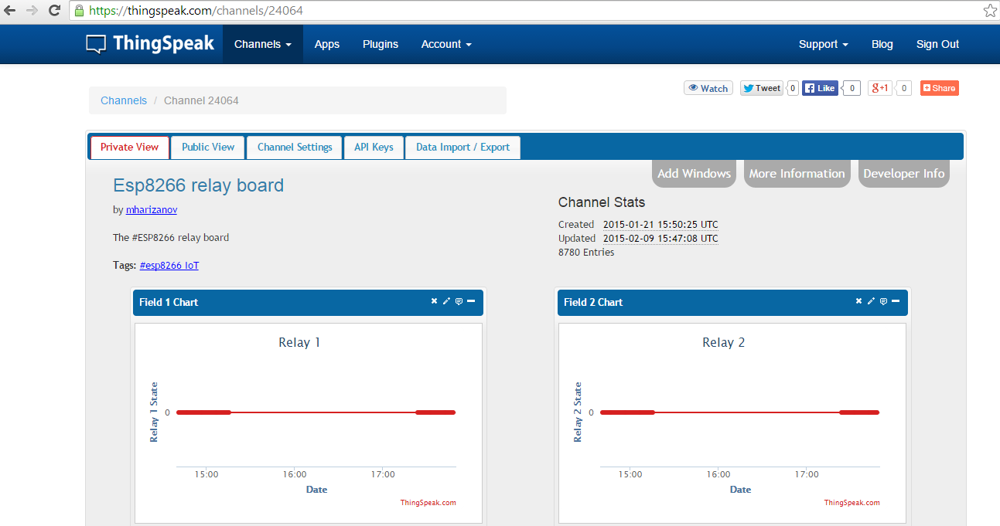 https://thingspeak.com/channels/24064
ThingSpeak Channels Apps Plugins Account Support Blog Sign Out
Watch Tweet 0 Like 0 g+1 0 Share
Channels / Channel 24064
Private View Public View Channel Settings API Keys Data Import / Export
Add Windows More Information Developer Info
Esp8266 relay board
by mharizanov
The #ESP8266 relay board
Tags: #esp8266 IoT
Channel Stats
Created 2015-01-21 15:50:25 UTC
Updated 2015-02-09 15:47:08 UTC
8780 Entries
Field 1 Chart
Relay 1
Relay 1 State
0
15:00 16:00 17:00
Date
ThingSpeak.com
Field 2 Chart
Relay 2
Relay 2 State
0
15:00 16:00 17:00
Date
ThingSpeak.com